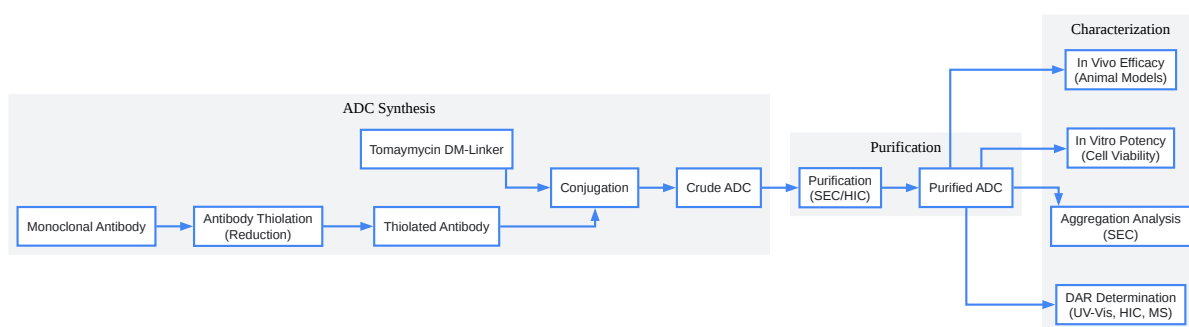 ADC Synthesis
Tomaymycin DM-Linker
Monoclonal Antibody
Antibody Thiolation
(Reduction)
Thiolated Antibody
Conjugation
Crude ADC
Purification
Purification
(SEC/HIC)
Purified ADC
Characterization
In Vivo Efficacy
(Animal Models)
In Vitro Potency
(Cell Viability)
Aggregation Analysis
(SEC)
DAR Determination
(UV-Vis, HIC, MS)